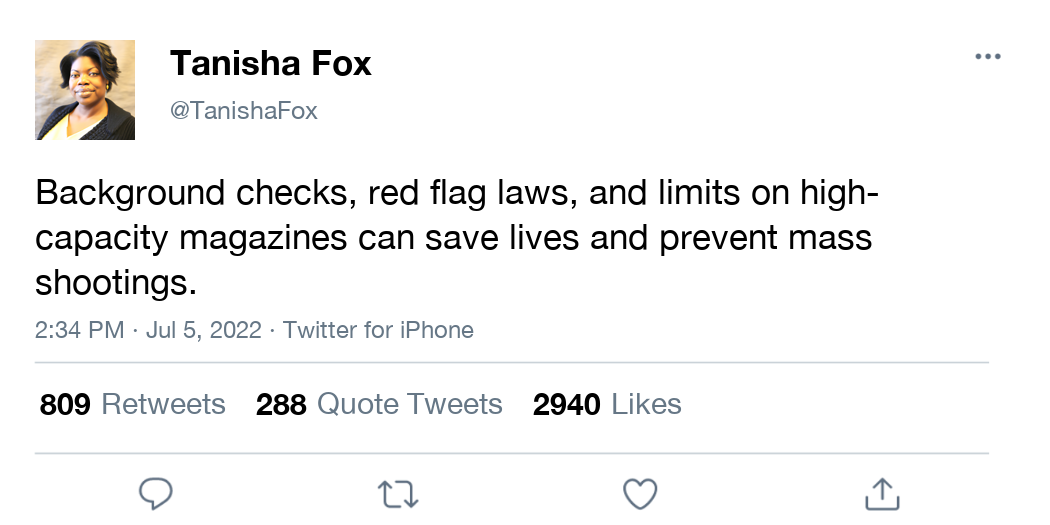 Tanisha Fox
@TanishaFox
Background checks, red flag laws, and limits on high-
capacity magazines can save lives and prevent mass
shootings.
2:34 PM · Jul 5, 2022 · Twitter for iPhone
809 Retweets 288 Quote Tweets 2940 Likes